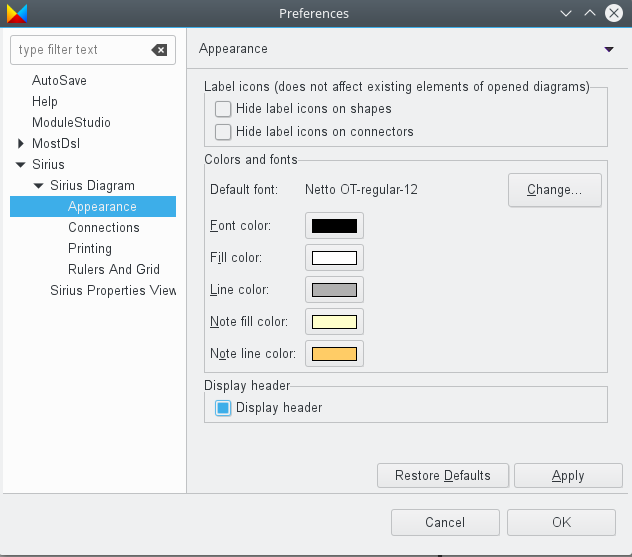 Preferences
type filter text
AutoSave
Help
ModuleStudio
MostDsl
Sirius
Sirius Diagram
Appearance
Connections
Printing
Rulers And Grid
Sirius Properties View
Appearance
Label icons (does not affect existing elements of opened diagrams)
Hide label icons on shapes
Hide label icons on connectors
Colors and fonts
Default font: Netto OT-regular-12 Change...
Font color:
Fill color:
Line color:
Note fill color:
Note line color:
Display header
Display header
Restore Defaults Apply
Cancel OK